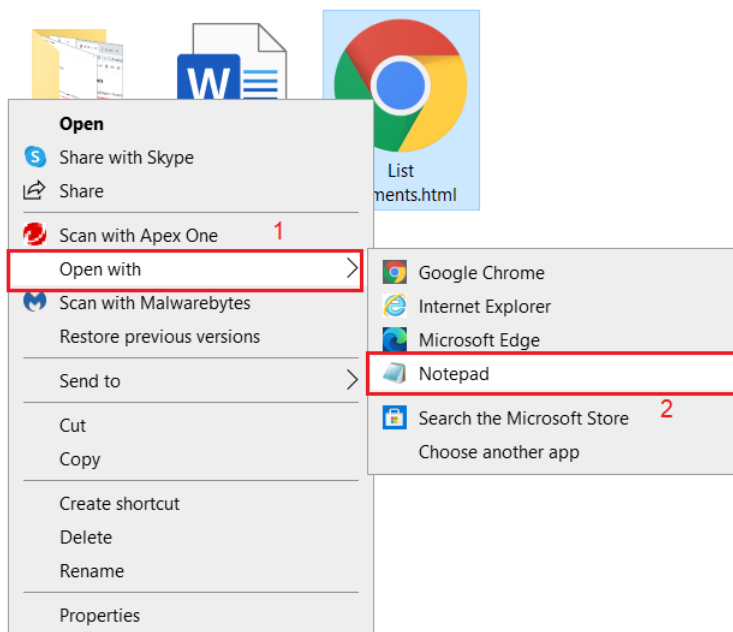 W
List
ments.html
Open
Share with Skype
Share
Scan with Apex One
1
Open with
Scan with Malwarebytes
Restore previous versions
Send to
Cut
Copy
Create shortcut
Delete
Rename
Properties
Google Chrome
Internet Explorer
Microsoft Edge
Notepad
Search the Microsoft Store
2
Choose another app